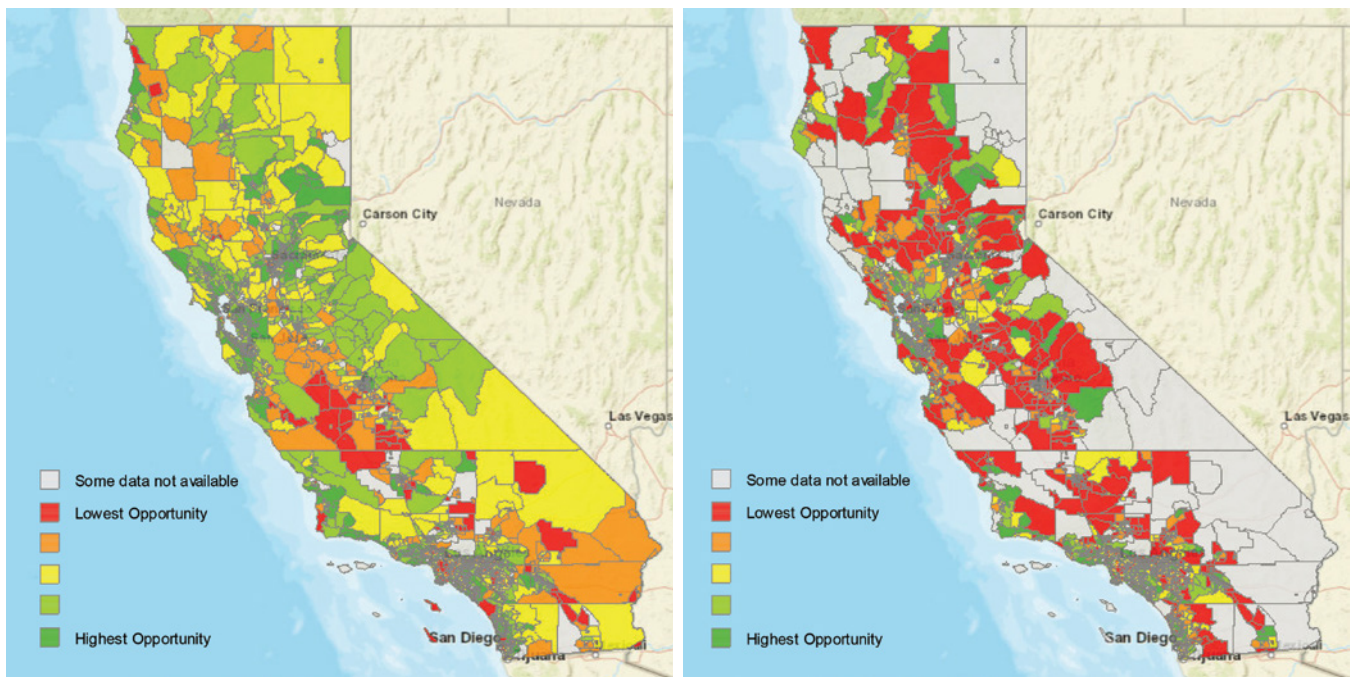 Carson City
Nevada
Las Vegas
Some data not available
Lowest Opportunity
Highest Opportunity
San Diego
Carson City
Nevada
Las Vegas
Some data not available
Lowest Opportunity
Highest Opportunity
San Diego